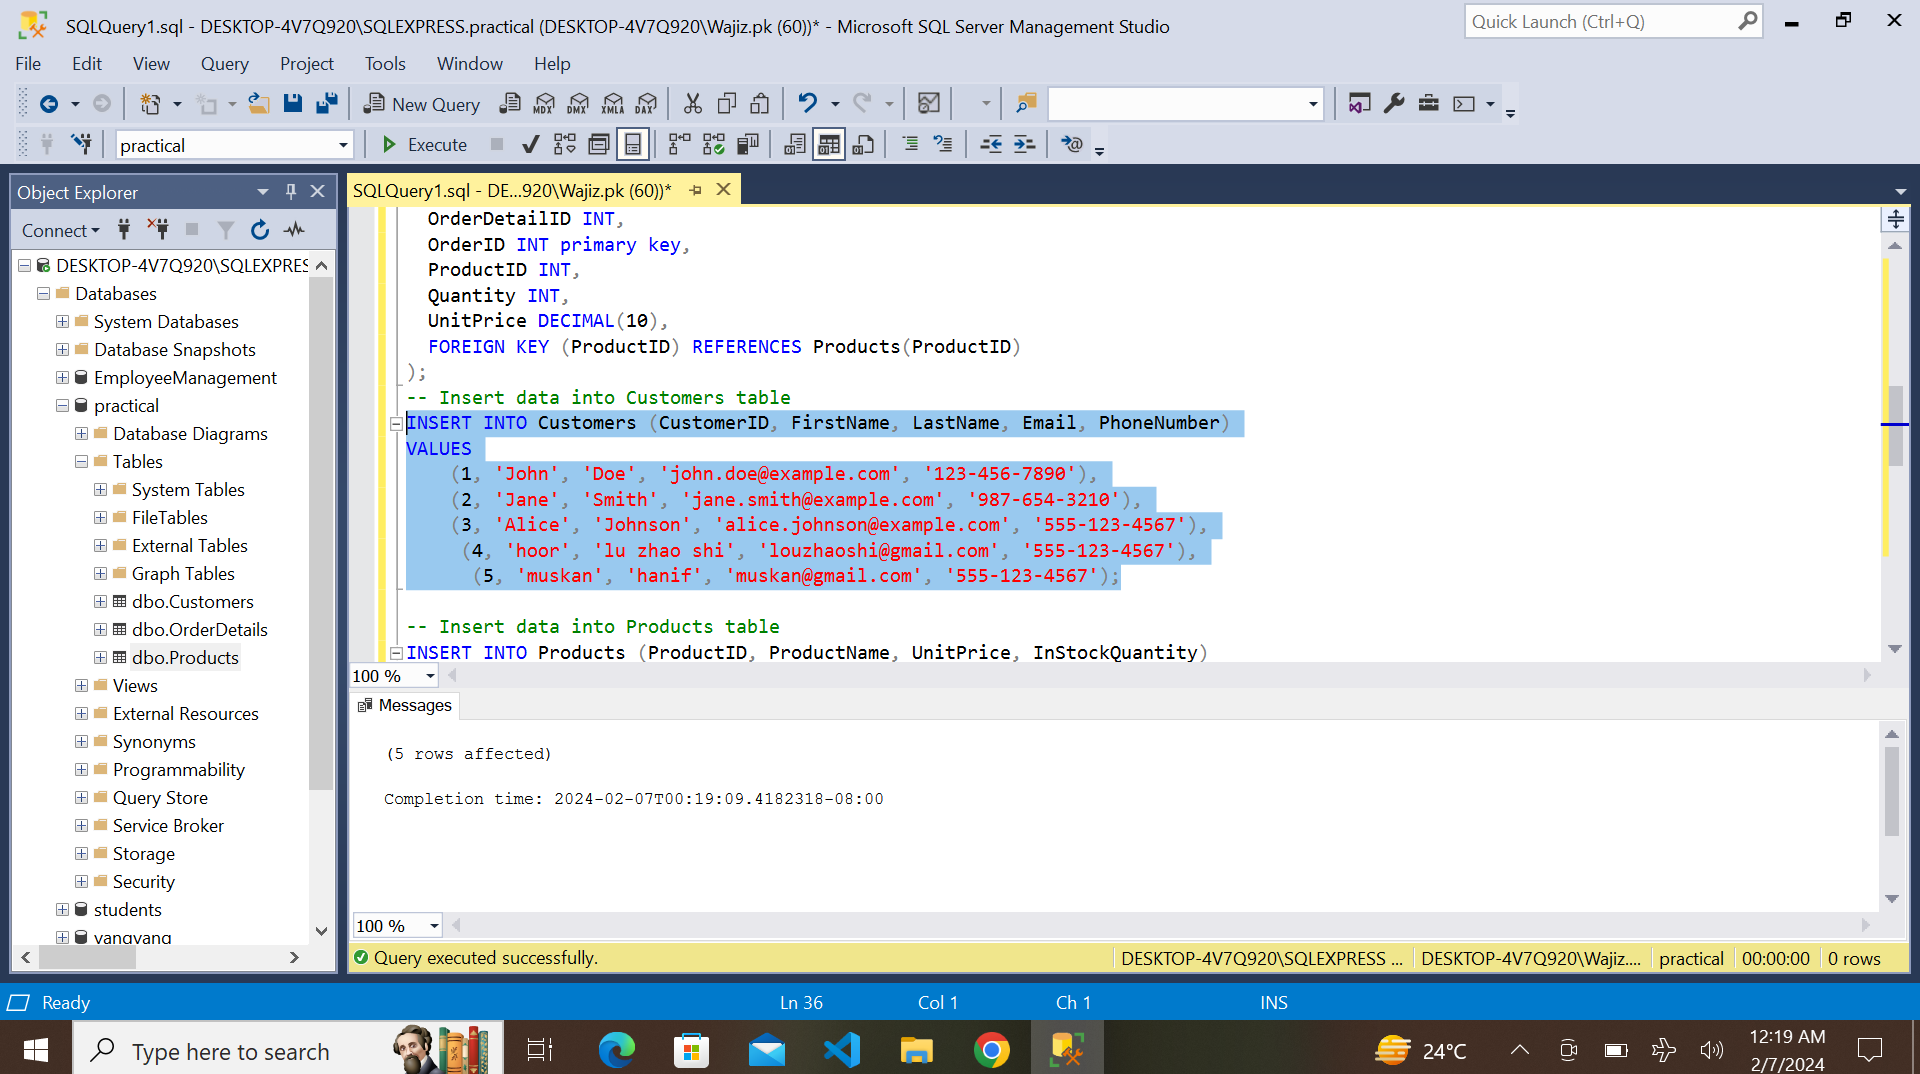 SQLQuery1.sql - DESKTOP-4V7Q920\SQLEXPRESS.practical (DESKTOP-4V7Q920\Wajiz.pk (60))* - Microsoft SQL Server Management Studio
Quick Launch (Ctrl+Q)
File Edit View Query Project Tools Window Help
New Query MDX DMX XMLA DAX
practical Execute
Object Explorer
SQLQuery1.sql - DE...920\Wajiz.pk (60))*
Connect
DESKTOP-4V7Q920\SQLEXPRES
Databases
System Databases
Database Snapshots
EmployeeManagement
practical
Database Diagrams
Tables
System Tables
FileTables
External Tables
Graph Tables
dbo.Customers
dbo.OrderDetails
dbo.Products
Views
External Resources
Synonyms
Programmability
Query Store
Service Broker
Storage
Security
students
yangyang
OrderDetailID INT,
OrderID INT primary key,
ProductID INT,
Quantity INT,
UnitPrice DECIMAL(10),
FOREIGN KEY (ProductID) REFERENCES Products(ProductID)
);
-- Insert data into Customers table
INSERT INTO Customers (CustomerID, FirstName, LastName, Email, PhoneNumber)
VALUES
(1, 'John', 'Doe', 'john.doe@example.com', '123-456-7890'),
(2, 'Jane', 'Smith', 'jane.smith@example.com', '987-654-3210'),
(3, 'Alice', 'Johnson', 'alice.johnson@example.com', '555-123-4567'),
(4, 'hoor', 'lu zhao shi', 'louzhaoshi@gmail.com', '555-123-4567'),
(5, 'muskan', 'hanif', 'muskan@gmail.com', '555-123-4567');
-- Insert data into Products table
INSERT INTO Products (ProductID, ProductName, UnitPrice, InStockQuantity)
100 %
Messages
(5 rows affected)
Completion time: 2024-02-07T00:19:09.4182318-08:00
100 %
Query executed successfully. DESKTOP-4V7Q920\SQLEXPRESS ... DESKTOP-4V7Q920\Wajiz.... practical 00:00:00 0 rows
Ready Ln 36 Col 1 Ch 1 INS
Type here to search
24°C
12:19 AM
2/7/2024